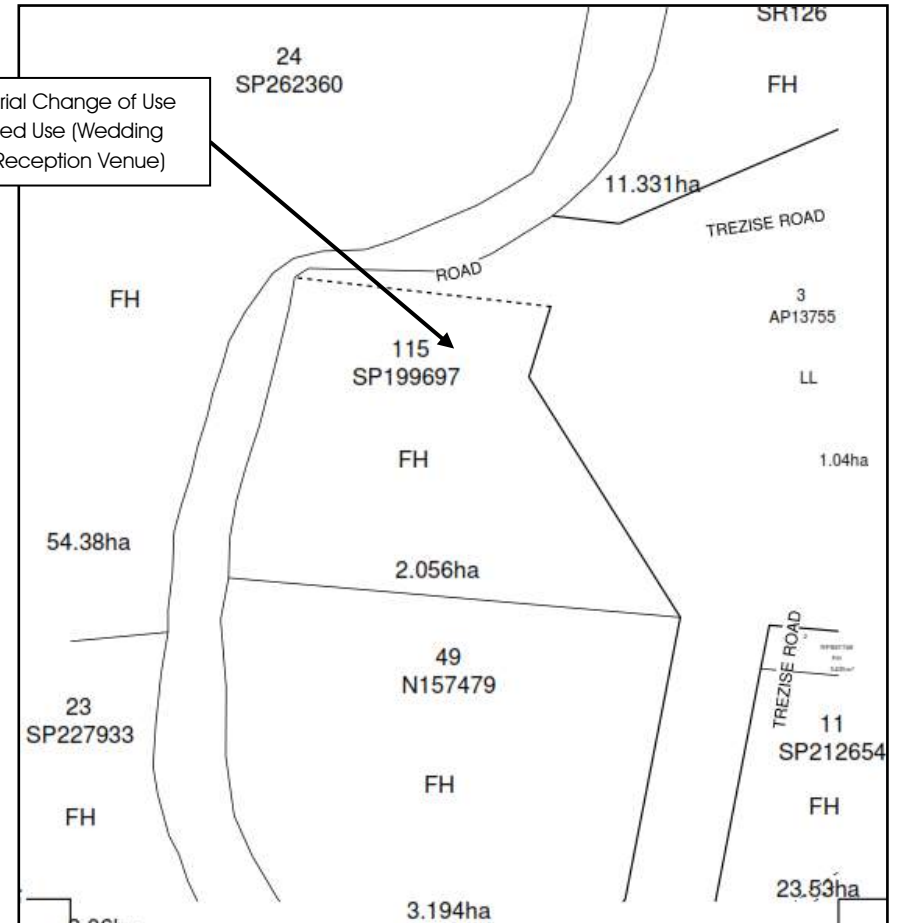 SR126
24
SP262360
FH
rial Change of Use
ed Use (Wedding
Reception Venue)
11.331ha
TREZISE ROAD
ROAD
FH
3
AP13755
115
SP199697
LL
FH
1.04ha
54.38ha
2.056ha
TREZISE ROAD
49
N157479
23
SP227933
11
SP212654
FH
FH
FH
23.53ha
3.194ha